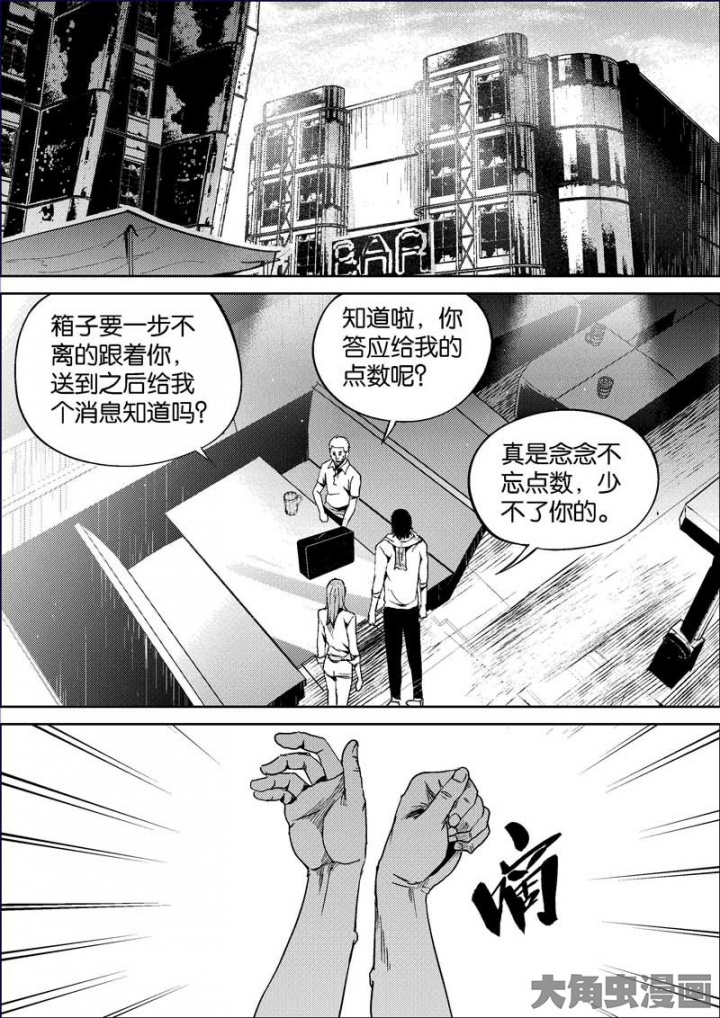 BAR
箱子要一步不
离的跟着你，
送到之后给我
个消息知道吗？
知道啦，你
答应给我的
点数呢？
真是念念不
忘点数，少
不了你的。
嘀
大角虫漫画